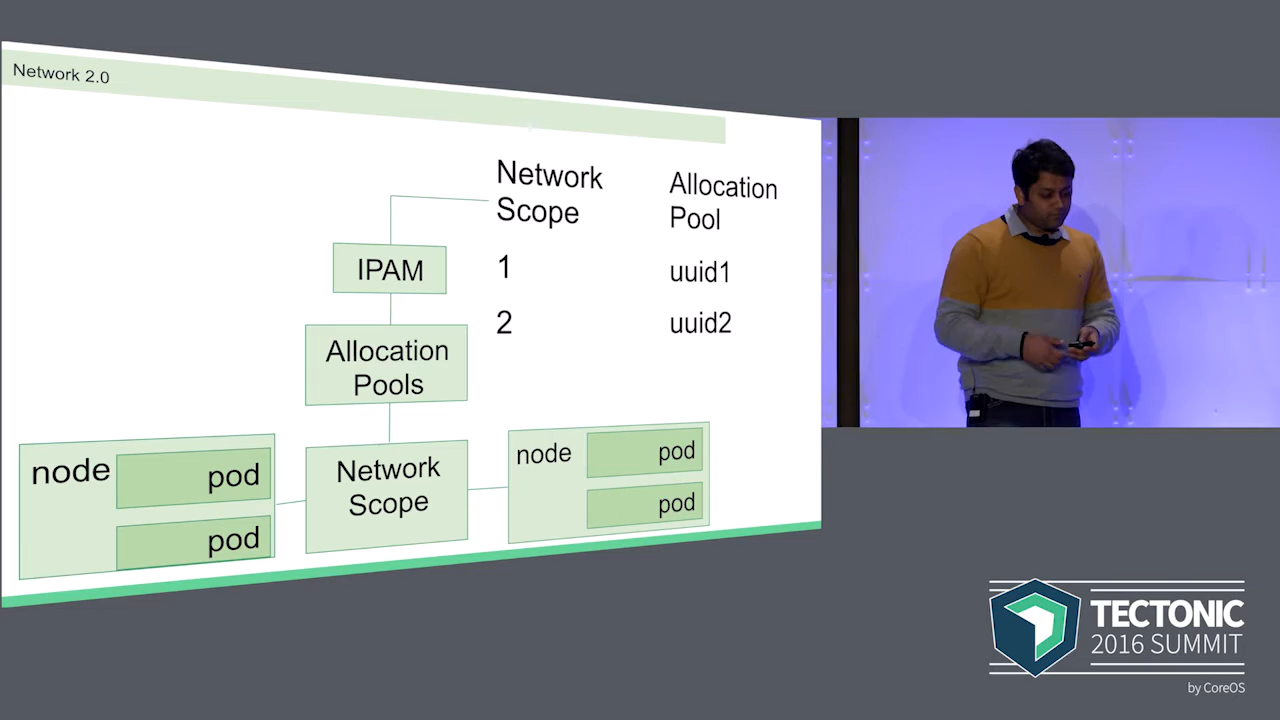 Network 2.0
Network
Scope
Allocation
Pool
IPAM
1
uuid1
2
uuid2
Allocation
Pools
node
pod
pod
Network
Scope
node
pod
pod
TECTONIC
2016 SUMMIT
by CoreOS